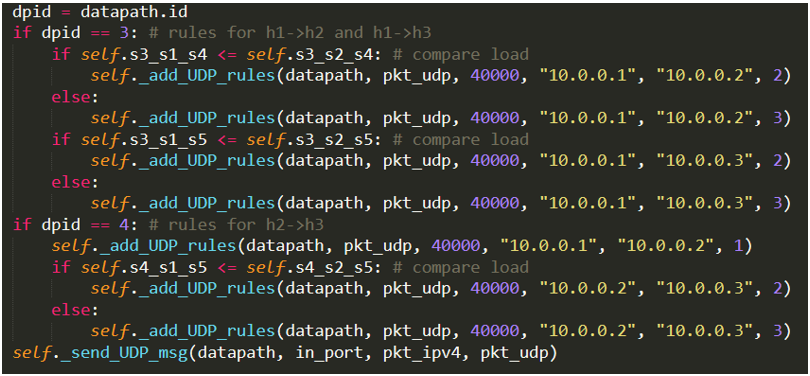 dpid = datapath.id
if dpid == 3: # rules for h1->h2 and h1->h3
    if self.s3_s1_s4 <= self.s3_s2_s4: # compare load
        self._add_UDP_rules(datapath, pkt_udp, 40000, "10.0.0.1", "10.0.0.2", 2)
    else:
        self._add_UDP_rules(datapath, pkt_udp, 40000, "10.0.0.1", "10.0.0.2", 3)
    if self.s3_s1_s5 <= self.s3_s2_s5: # compare load
        self._add_UDP_rules(datapath, pkt_udp, 40000, "10.0.0.1", "10.0.0.3", 2)
    else:
        self._add_UDP_rules(datapath, pkt_udp, 40000, "10.0.0.1", "10.0.0.3", 3)
if dpid == 4: # rules for h2->h3
    self._add_UDP_rules(datapath, pkt_udp, 40000, "10.0.0.1", "10.0.0.2", 1)
    if self.s4_s1_s5 <= self.s4_s2_s5: # compare load
        self._add_UDP_rules(datapath, pkt_udp, 40000, "10.0.0.2", "10.0.0.3", 2)
    else:
        self._add_UDP_rules(datapath, pkt_udp, 40000, "10.0.0.2", "10.0.0.3", 3)
self._send_UDP_msg(datapath, in_port, pkt_ipv4, pkt_udp)